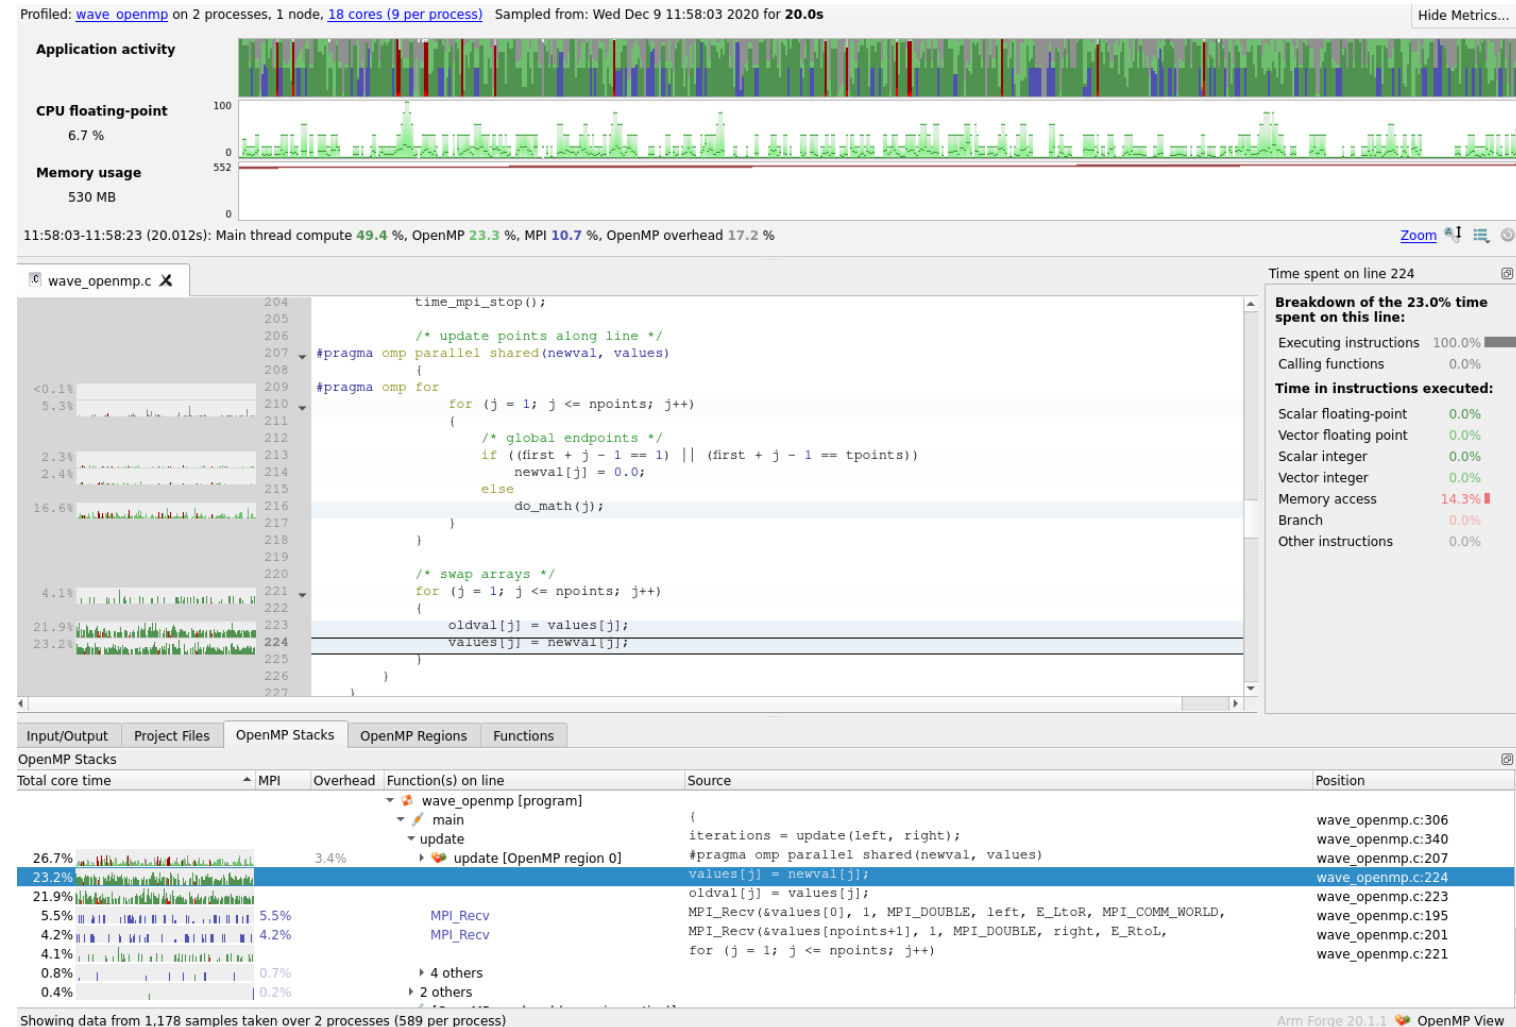 Profiled: wave_openmp on 2 processes, 1 node, 18 cores (9 per process) Sampled from: Wed Dec 9 11:58:03 2020 for 20.0s Hide Metrics...
Application activity
CPU floating-point 100
6.7 %
0
Memory usage 552
530 MB
0
11:58:03-11:58:23 (20.012s): Main thread compute 49.4 %, OpenMP 23.3 %, MPI 10.7 %, OpenMP overhead 17.2 % Zoom
wave_openmp.c X
204 time_mpi_stop();
205
206 /* update points along line */
207 #pragma omp parallel shared(newval, values)
208 {
<0.1% 209 #pragma omp for
5.3% 210 for (j = 1; j <= npoints; j++)
211 {
212 /* global endpoints */
2.3% 213 if ((first + j - 1 == 1) || (first + j - 1 == tpoints))
2.4% 214 newval[j] = 0.0;
215 else
16.6% 216 do_math(j);
217 }
218 }
219
220 /* swap arrays */
4.1% 221 for (j = 1; j <= npoints; j++)
222 {
21.9% 223 oldval[j] = values[j];
23.2% 224 values[j] = newval[j];
225 }
226 }
227 }
Time spent on line 224
Breakdown of the 23.0% time
spent on this line:
Executing instructions 100.0%
Calling functions 0.0%
Time in instructions executed:
Scalar floating-point 0.0%
Vector floating point 0.0%
Scalar integer 0.0%
Vector integer 0.0%
Memory access 14.3%
Branch 0.0%
Other instructions 0.0%
Input/Output Project Files OpenMP Stacks OpenMP Regions Functions
OpenMP Stacks
Total core time MPI Overhead Function(s) on line Source Position
wave_openmp [program]
main { wave_openmp.c:306
update iterations = update(left, right); wave_openmp.c:340
26.7% 3.4% update [OpenMP region 0] #pragma omp parallel shared(newval, values) wave_openmp.c:207
23.2% values[j] = newval[j]; wave_openmp.c:224
21.9% oldval[j] = values[j]; wave_openmp.c:223
5.5% 5.5% MPI_Recv MPI_Recv(&values[0], 1, MPI_DOUBLE, left, E_LtoR, MPI_COMM_WORLD, wave_openmp.c:195
4.2% 4.2% MPI_Recv MPI_Recv(&values[npoints+1], 1, MPI_DOUBLE, right, E_RtoL, wave_openmp.c:201
4.1% for (j = 1; j <= npoints; j++) wave_openmp.c:221
0.8% 0.7% 4 others
0.4% 0.2% 2 others
Showing data from 1,178 samples taken over 2 processes (589 per process) Arm Forge 20.1.1 OpenMP View